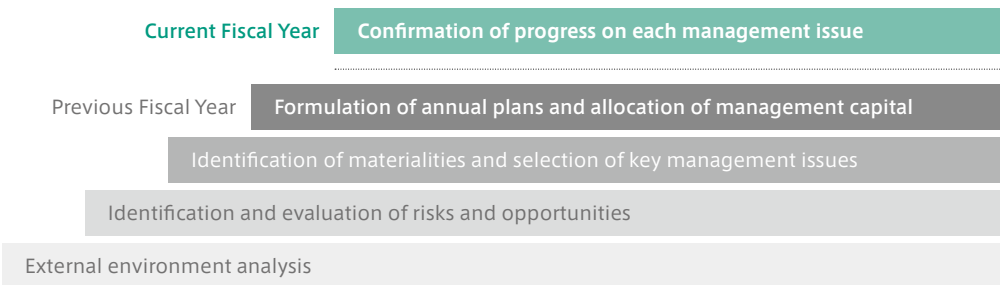 Current Fiscal Year
Confirmation of progress on each management issue
Previous Fiscal Year
Formulation of annual plans and allocation of management capital
Identification of materialities and selection of key management issues
Identification and evaluation of risks and opportunities
External environment analysis